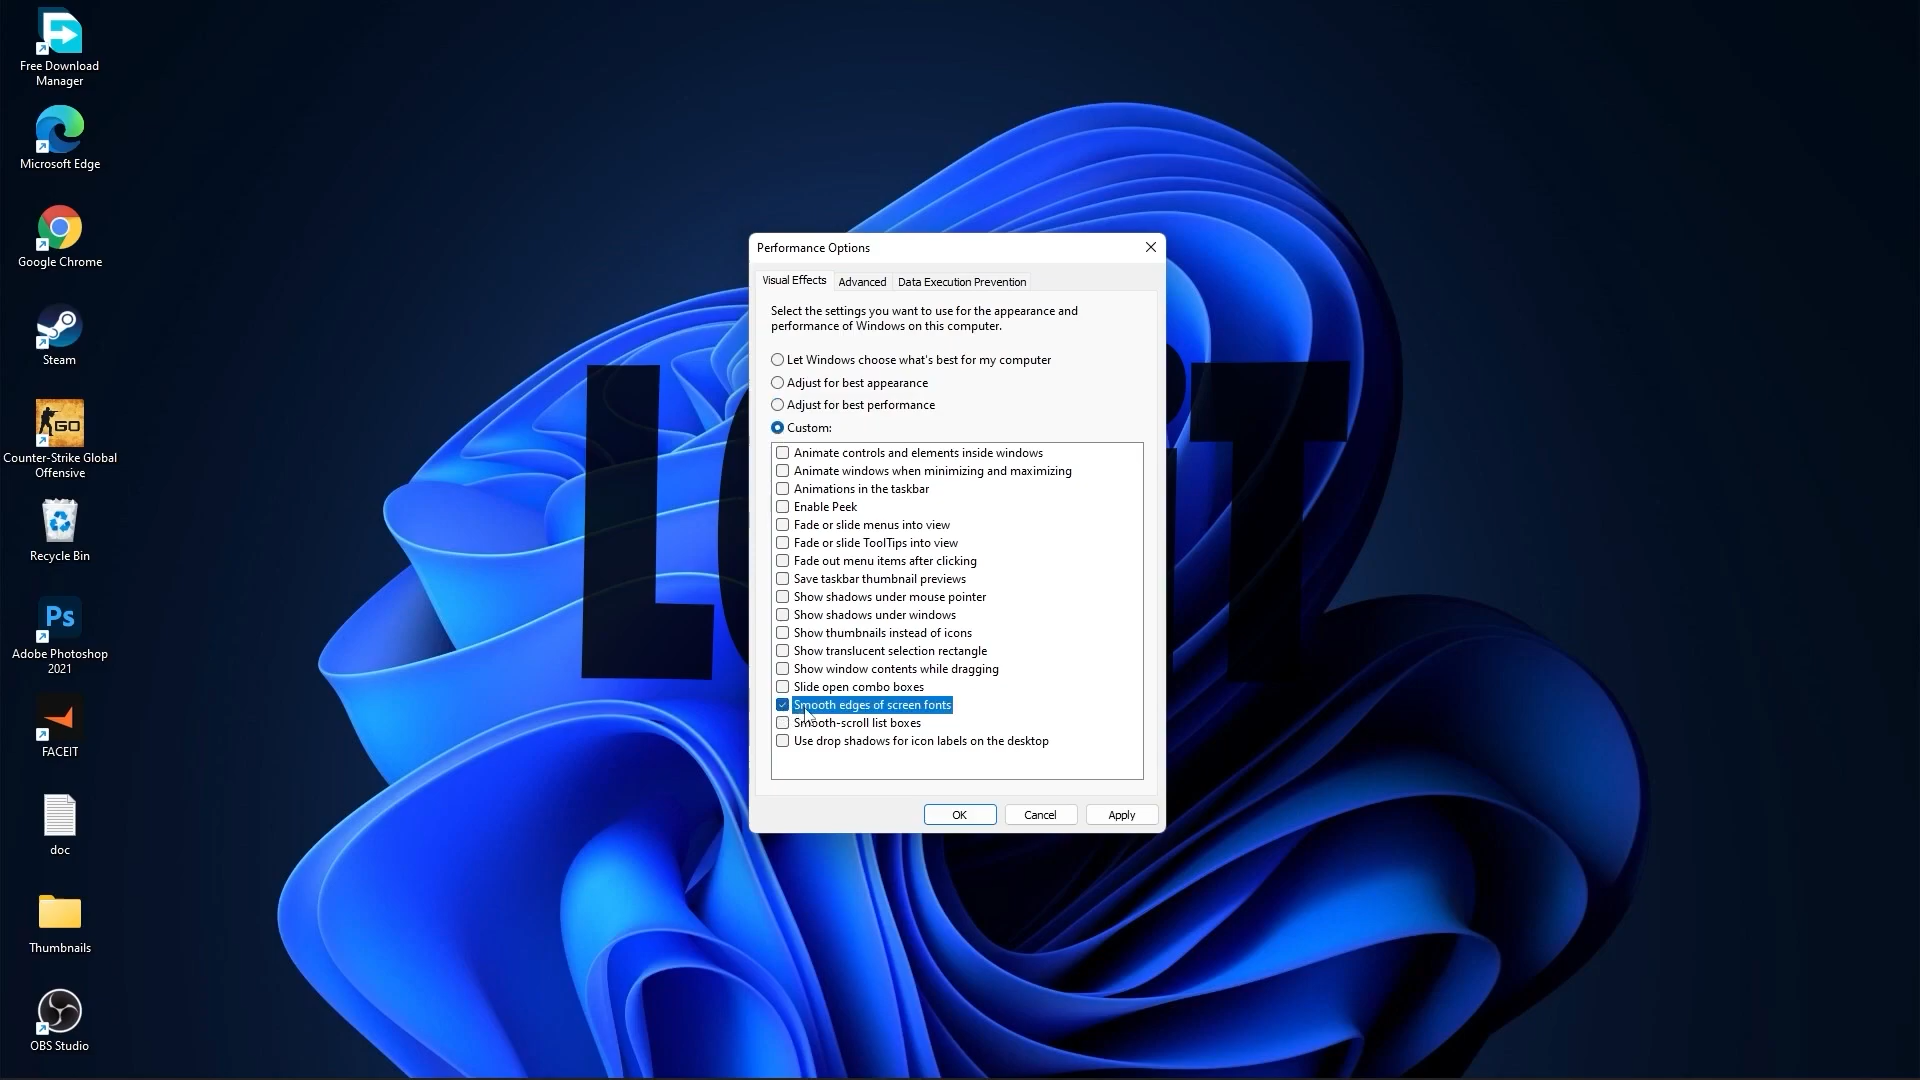 Free Download
Manager
Microsoft Edge
Google Chrome
Steam
GO
Counter-Strike Global
Offensive
Recycle Bin
Ps
Adobe Photoshop
2021
FACEIT
doc
Thumbnails
OBS Studio
Performance Options
Visual Effects
Advanced
Data Execution Prevention
Select the settings you want to use for the appearance and
performance of Windows on this computer.
Let Windows choose what's best for my computer
Adjust for best appearance
Adjust for best performance
Custom:
Animate controls and elements inside windows
Animate windows when minimizing and maximizing
Animations in the taskbar
Enable Peek
Fade or slide menus into view
Fade or slide ToolTips into view
Fade out menu items after clicking
Save taskbar thumbnail previews
Show shadows under mouse pointer
Show shadows under windows
Show thumbnails instead of icons
Show translucent selection rectangle
Show window contents while dragging
Slide open combo boxes
Smooth edges of screen fonts
Smooth-scroll list boxes
Use drop shadows for icon labels on the desktop
OK
Cancel
Apply